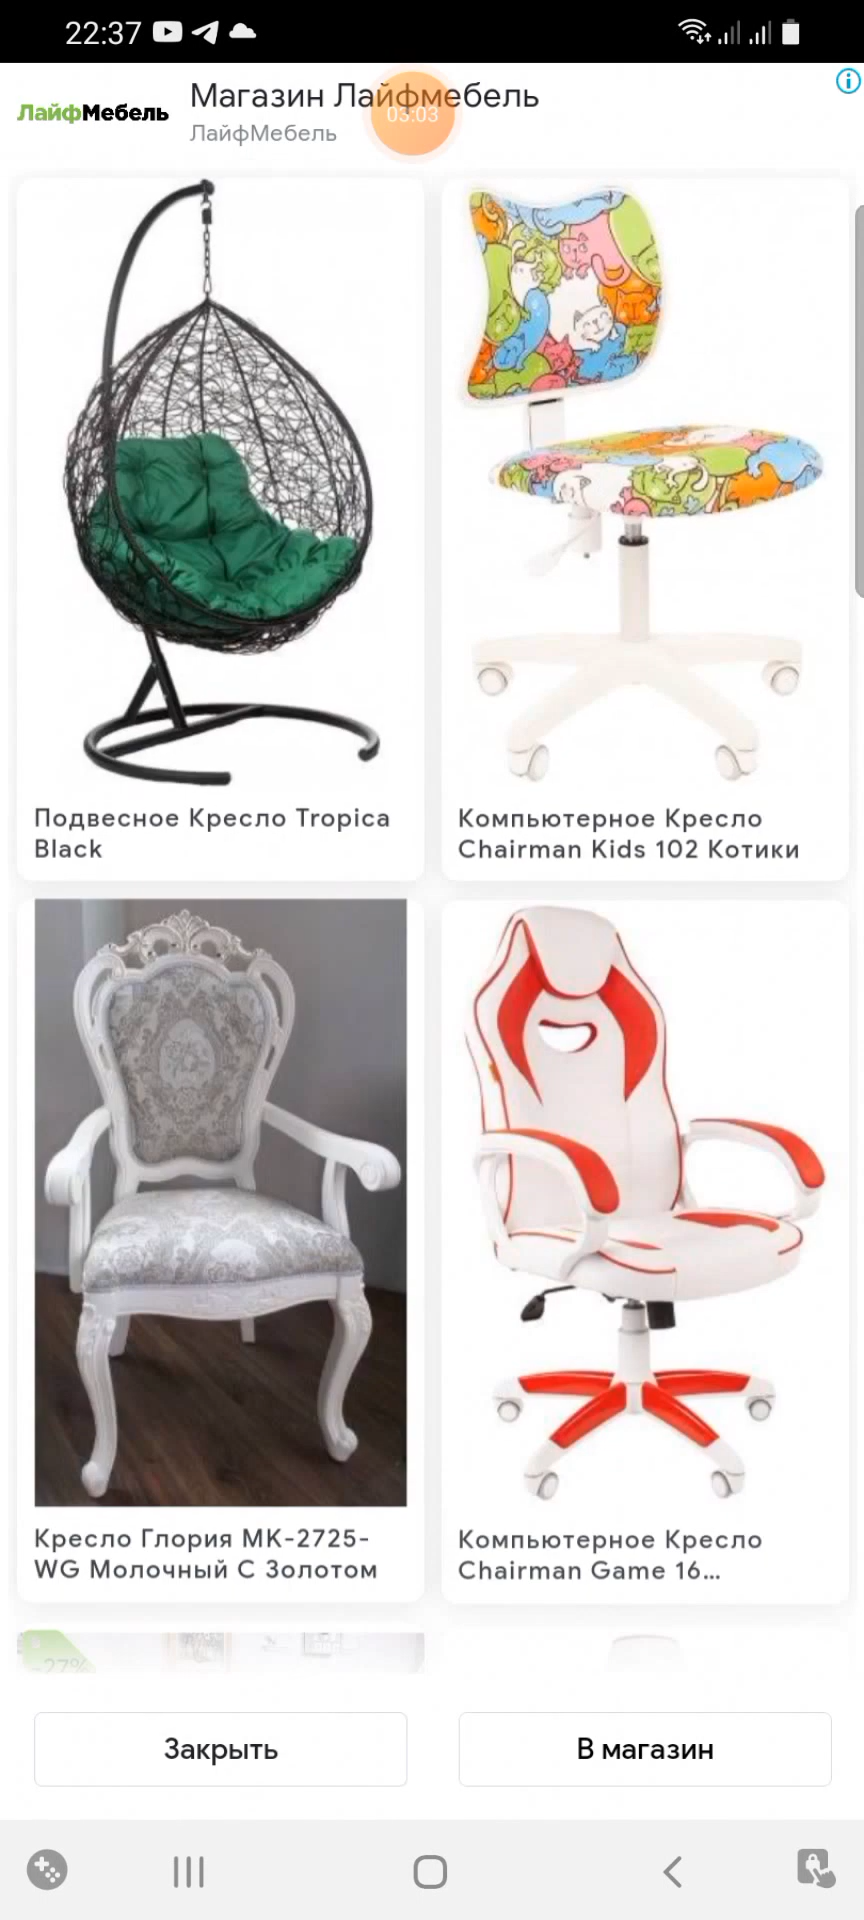 22:37
Магазин Лайфмебель
ЛайфМебель
ЛайфМебель
03:03
Подвесное Кресло Tropica
Black
Компьютерное Кресло
Chairman Kids 102 Котики
Кресло Глория МК-2725-
WG Молочный С Золотом
Компьютерное Кресло
Chairman Game 16...
-27%
Закрыть
В магазин